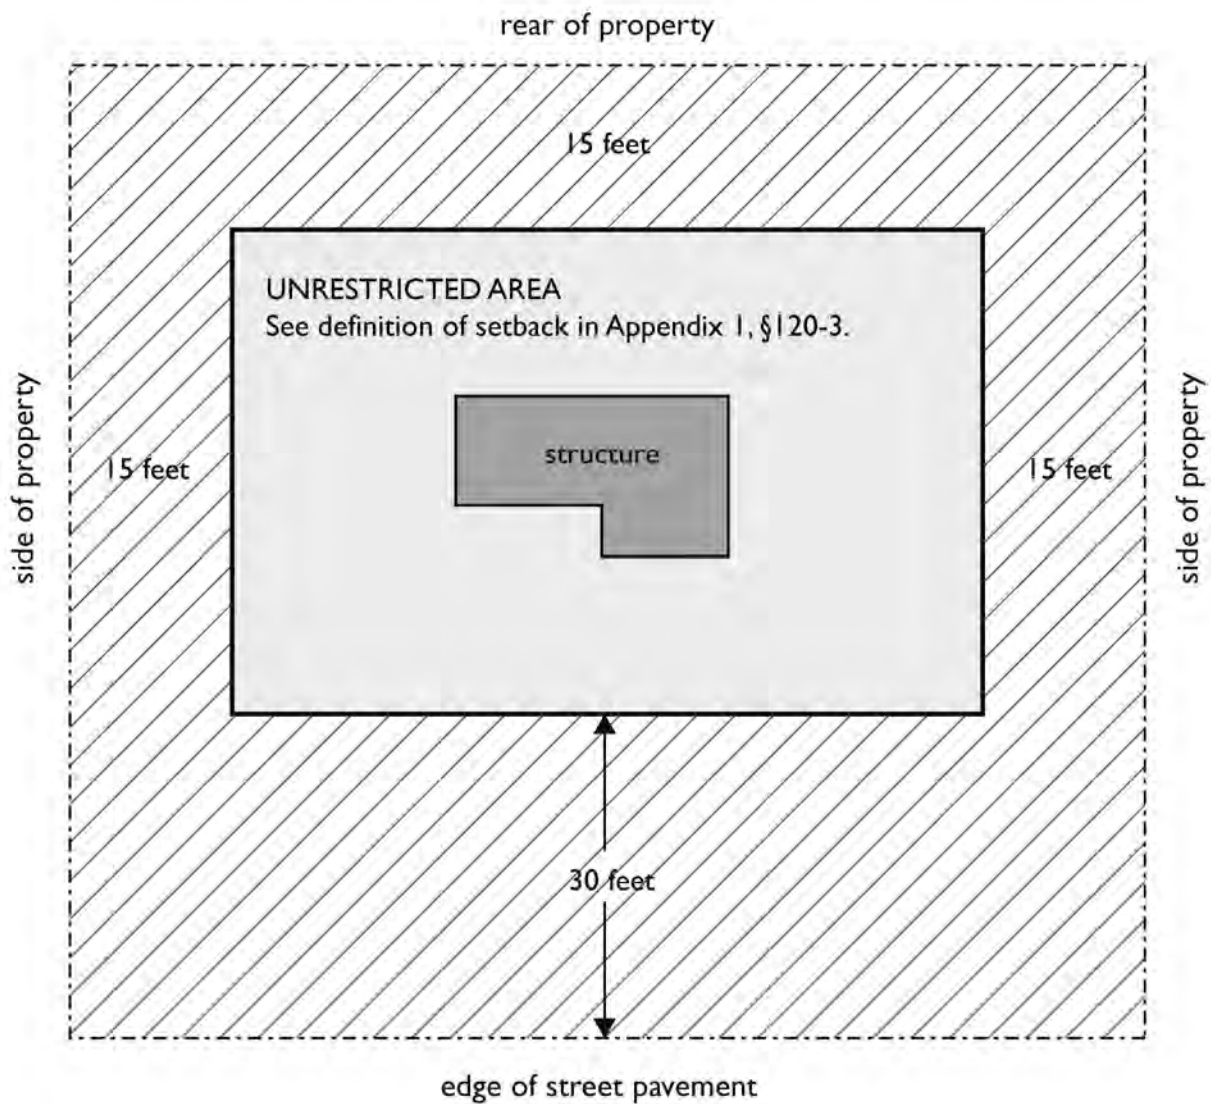 rear of property
15 feet
UNRESTRICTED AREA
See definition of setback in Appendix 1, §120-3.
side of property
15 feet
structure
15 feet
side of property
30 feet
edge of street pavement